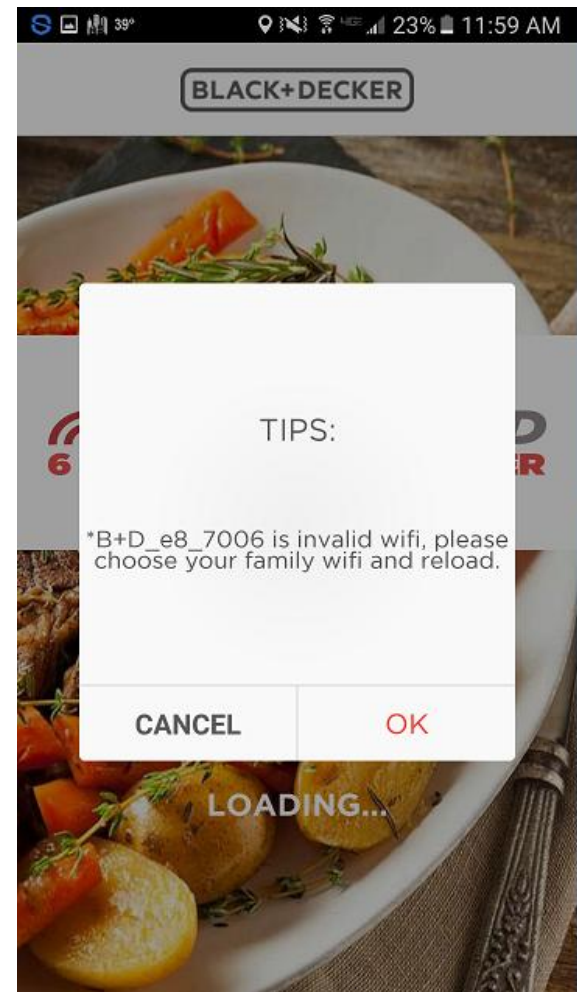 39° 23% 11:59 AM
BLACK+DECKER
TIPS:
*B+D_e8_7006 is invalid wifi, please
choose your family wifi and reload.
CANCEL OK
LOADING...